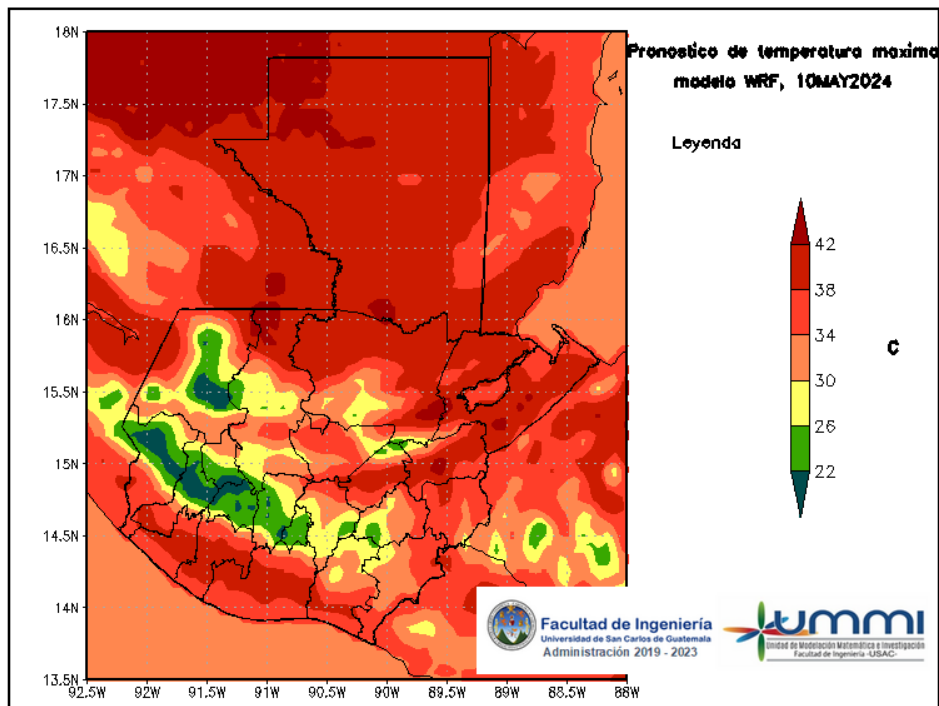 Pronostico de temperatura maxima
modelo WRF, 10MAY2024
Leyenda
42
38
34
30
26
22
C
18N
17.5N
17N
16.5N
16N
15.5N
15N
14.5N
14N
13.5N
92.5W 92W 91.5W 91W 90.5W 90W 89.5W 89W 88.5W 88W
Facultad de Ingeniería
Universidad de San Carlos de Guatemala
Administración 2019 - 2023
ummi
Unidad de Modelación Matemática e Investigación
Facultad de Ingeniería -USAC-